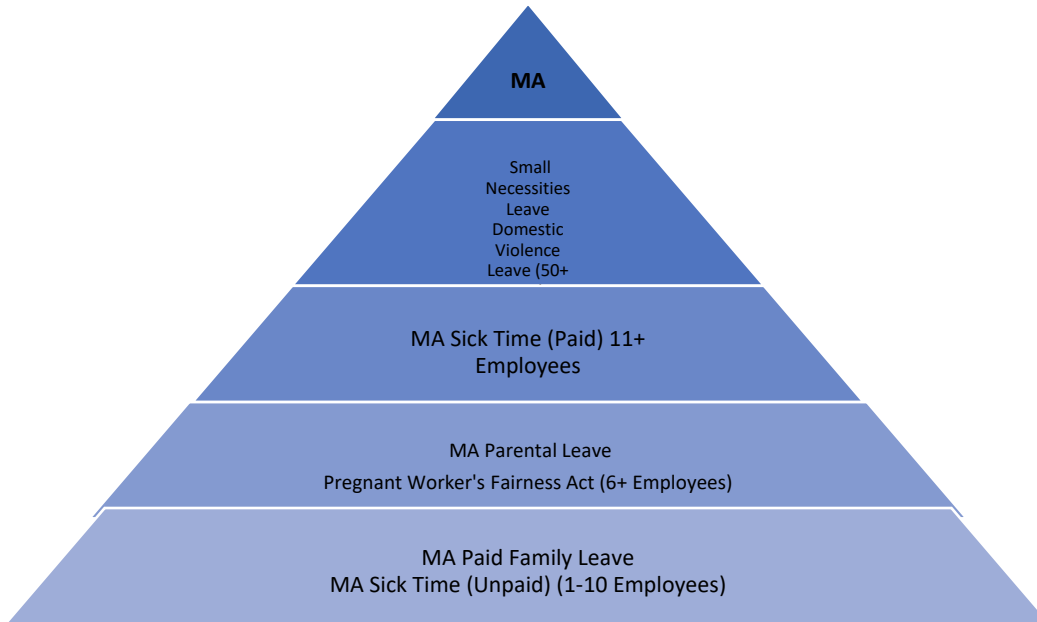 MA
Small
Necessities
Leave
Domestic
Violence
Leave (50+
MA Sick Time (Paid) 11+
Employees
MA Parental Leave
Pregnant Worker's Fairness Act (6+ Employees)
MA Paid Family Leave
MA Sick Time (Unpaid) (1-10 Employees)